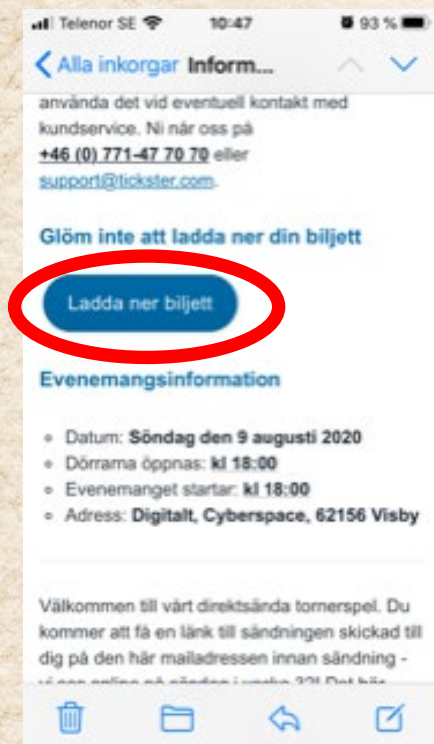 Telenor SE 10:47 93 %
Alla inkorgar Inform...
använda det vid eventuell kontakt med
kundservice. Ni når oss på
+46 (0) 771-47 70 70 eller
support@tickster.com.
Glöm inte att ladda ner din biljett
Ladda ner biljett
Evenemangsinformation
Datum: Söndag den 9 augusti 2020
Dörrarna öppnas: kl 18:00
Evenemanget startar: kl 18:00
Adress: Digitalt, Cyberspace, 62156 Visby
Välkommen till vårt direktsända tornerspel. Du
kommer att få en länk till sändningen skickad till
dig på den här mailadressen innan sändning -